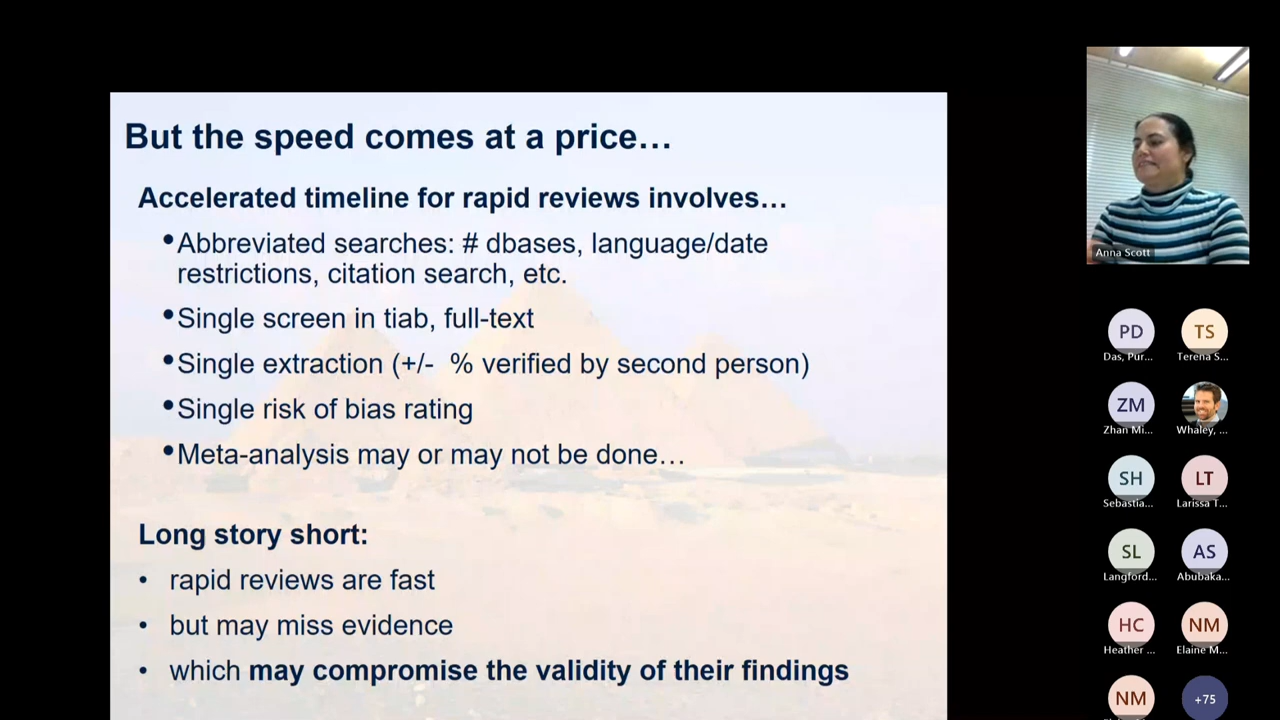 But the speed comes at a price…
Accelerated timeline for rapid reviews involves…
•Abbreviated searches: # dbases, language/date
restrictions, citation search, etc.
•Single screen in tiab, full-text
•Single extraction (+/-  % verified by second person)
•Single risk of bias rating
•Meta-analysis may or may not be done…
Long story short:
• rapid reviews are fast
• but may miss evidence
• which may compromise the validity of their findings
Anna Scott
PD TS
Das, Pur... Terena S...
ZM
Zhan Mi... Whaley, ...
SH LT
Sebastia... Larissa T...
SL AS
Langford... Abubaka...
HC NM
Heather ... Elaine M...
NM +75